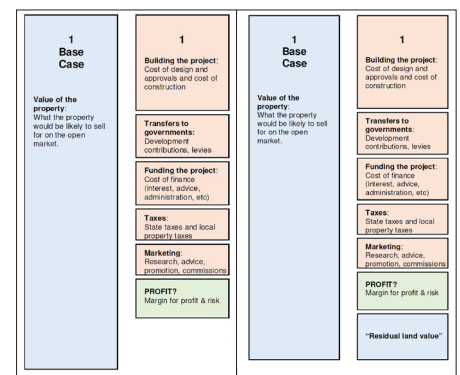 1
Base
Case
Value of the
property:
What the property
would be likely to sell
for on the open
market.
1
Building the project:
Cost of design and
approvals and cost of
construction
Transfers to
governments:
Development
contributions, levies
Funding the project:
Cost of finance
(interest, advice,
administration, etc)
Taxes:
State taxes and local
property taxes
Marketing:
Research, advice,
promotion, commissions
PROFIT?
Margin for profit & risk
1
Base
Case
Value of the
property:
What the property
would be likely to sell
for on the open
market.
1
Building the project:
Cost of design and
approvals and cost of
construction
Transfers to
governments:
Development
contributions, levies
Funding the project:
Cost of finance
(interest, advice,
administration, etc)
Taxes:
State taxes and local
property taxes
Marketing:
Research, advice,
promotion, commissions
PROFIT?
Margin for profit & risk
“Residual land value”